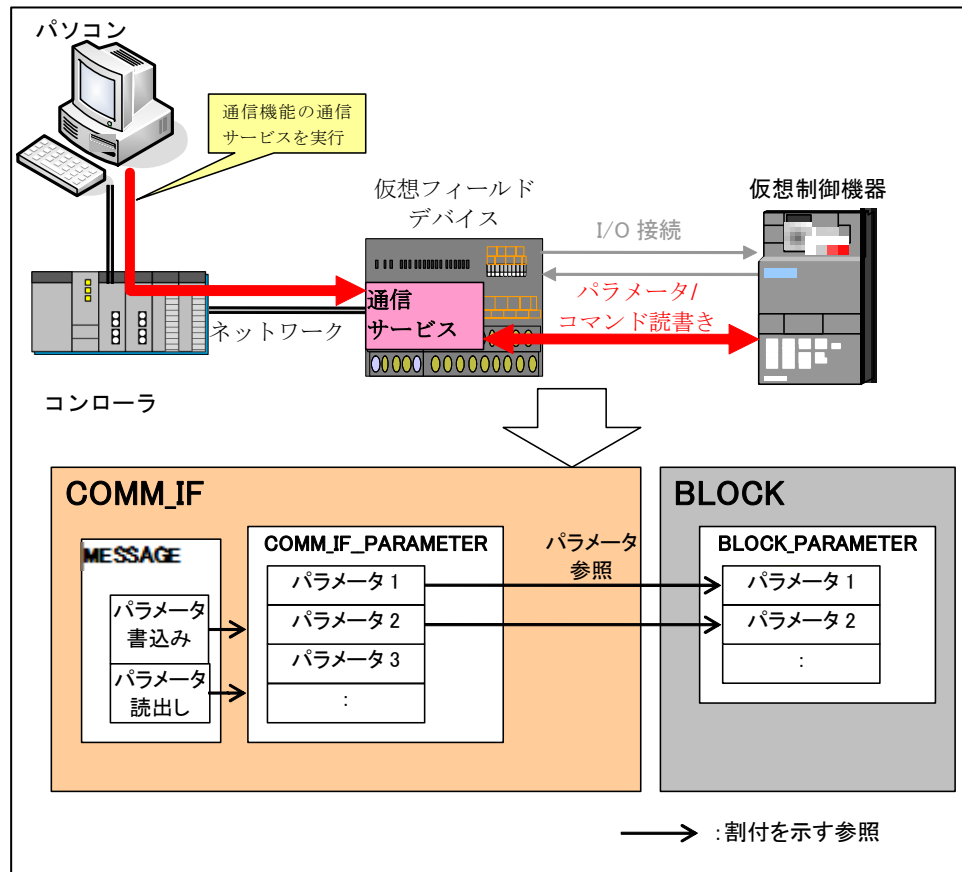 パソコン
通信機能の通信
サービスを実行
仮想フィールド
デバイス
仮想制御機器
I/O 接続
通信
サービス
パラメータ/
コマンド読書き
ネットワーク
コンローラ
COMM_IF
BLOCK
MESSAGE
COMM_IF_PARAMETER
パラメータ
参照
BLOCK_PARAMETER
パラメータ 1
パラメータ 1
パラメータ
書込み
パラメータ 2
パラメータ 2
パラメータ 3
:
パラメータ
読出し
:
:割付を示す参照